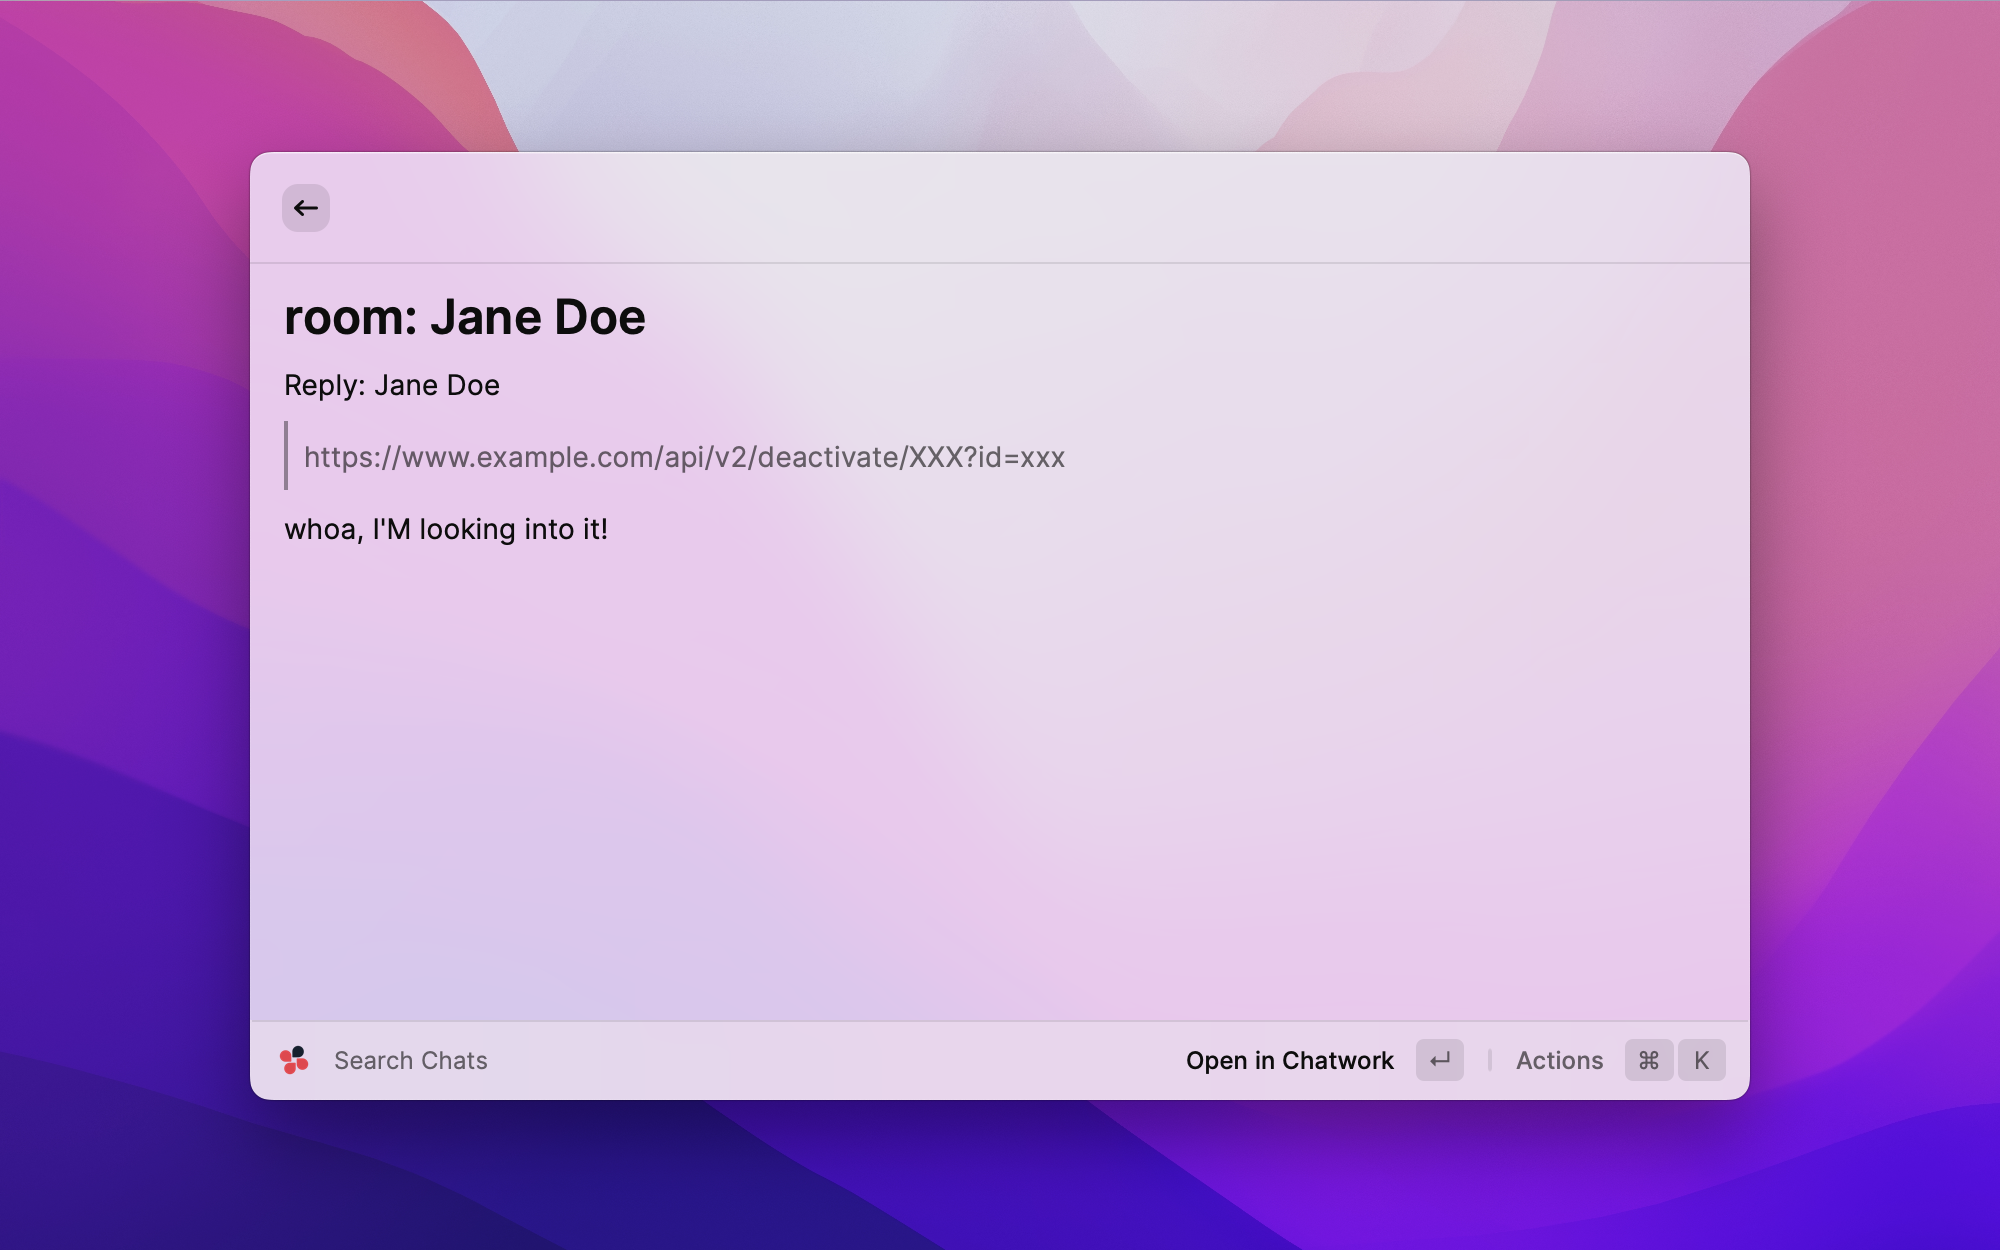 room: Jane Doe
Reply: Jane Doe
https://www.example.com/api/v2/deactivate/XXX?id=xxx
whoa, I'M looking into it!
Search Chats
Open in Chatwork
Actions
⌘ K